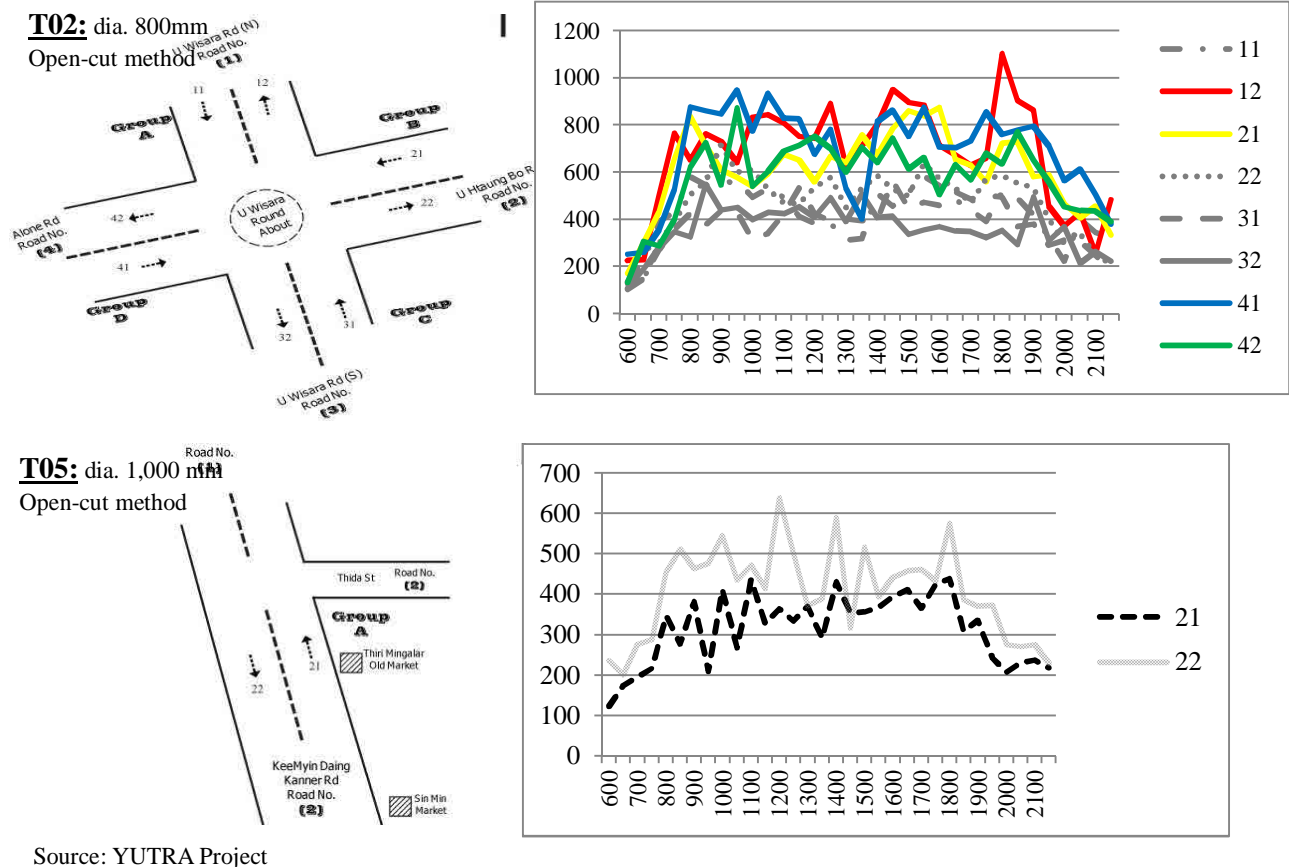 T02: dia. 800mm
Open-cut method
U Wisara Rd (N)
Road No.
(1)
11
12
Group
A
Group
B
21
U Htaung Bo R
Road No.
(2)
22
U Wisara
Round
About
42
Alone Rd
Road No.
(4)
41
Group
D
Group
C
31
32
U Wisara Rd (S)
Road No.
(3)
1200
1000
800
600
400
200
0
600
700
800
900
1000
1100
1200
1300
1400
1500
1600
1700
1800
1900
2000
2100
11
12
21
22
31
32
41
42
T05: dia. 1,000 mm
Open-cut method
Road No.
(1)
Thida St
Road No.
(2)
Group
A
Thiri Mingalar
Old Market
21
22
KeeMyin Daing
Kanner Rd
Road No.
(2)
Sin Min
Market
700
600
500
400
300
200
100
0
600
700
800
900
1000
1100
1200
1300
1400
1500
1600
1700
1800
1900
2000
2100
21
22
Source: YUTRA Project